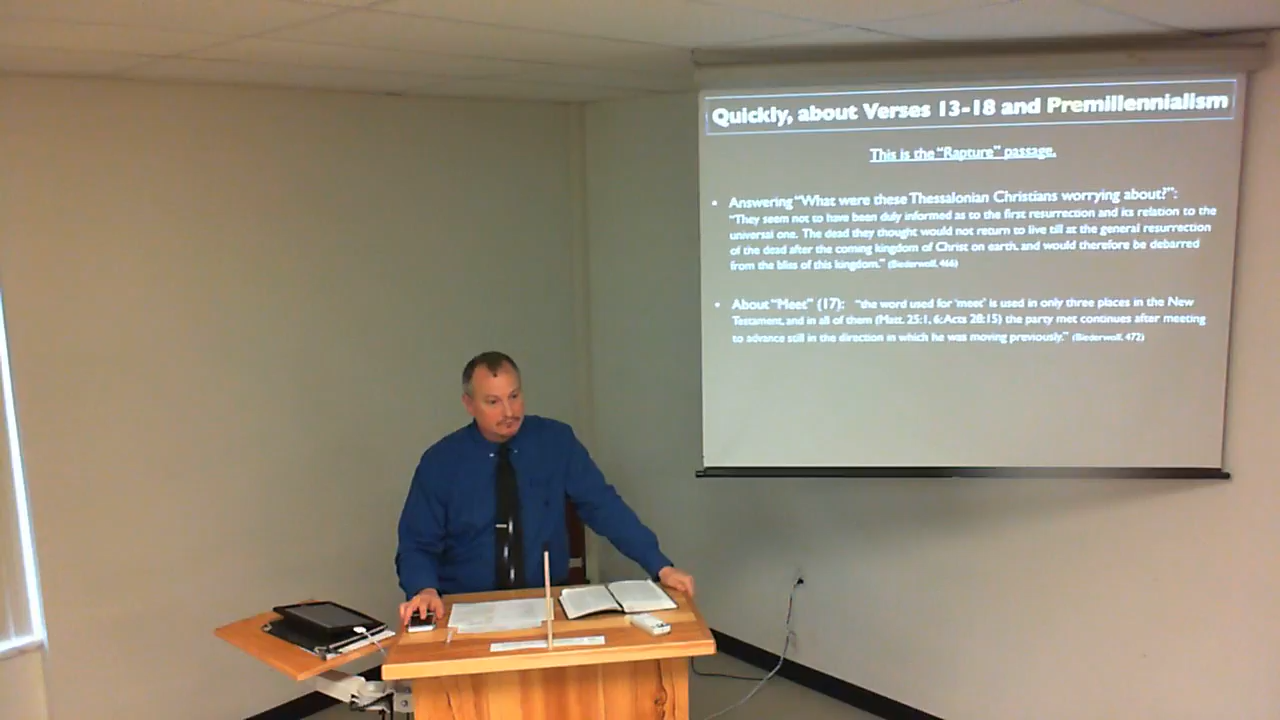 Quickly, about Verses 13-18 and Premillennialism
This is the "Rapture" passage.
• Answering "What were these Thessalonian Christians worrying about?":
"They seem not to have been duly informed as to the first resurrection and its relation to the
universal one. The dead they thought would not return to live till at the general resurrection
of the dead after the coming kingdom of Christ on earth, and would therefore be debarred
from the bliss of this kingdom." (Biederwolf, 466)
• About "Meet" (17): "the word used for 'meet' is used in only three places in the New
Testament, and in all of them (Matt. 25:1, 6; Acts 28:15) the party met continues after meeting
to advance still in the direction in which he was moving previously." (Biederwolf, 472)